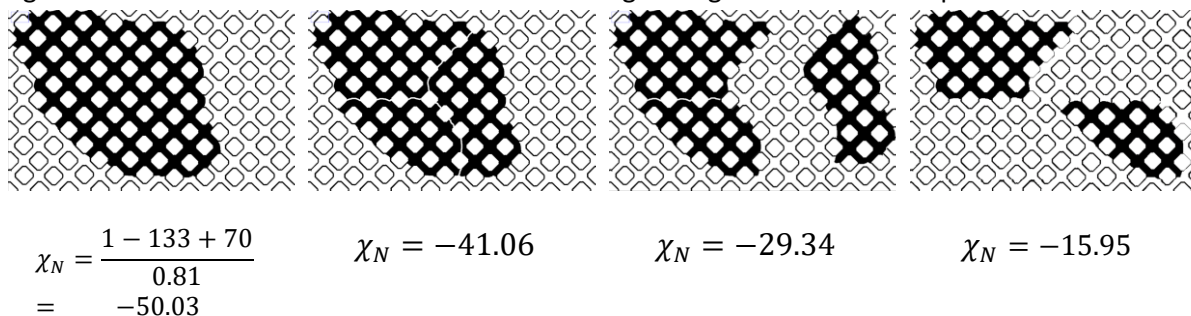 χ_N = (1 − 133 + 70) / 0.81
= −50.03
χ_N = −41.06
χ_N = −29.34
χ_N = −15.95